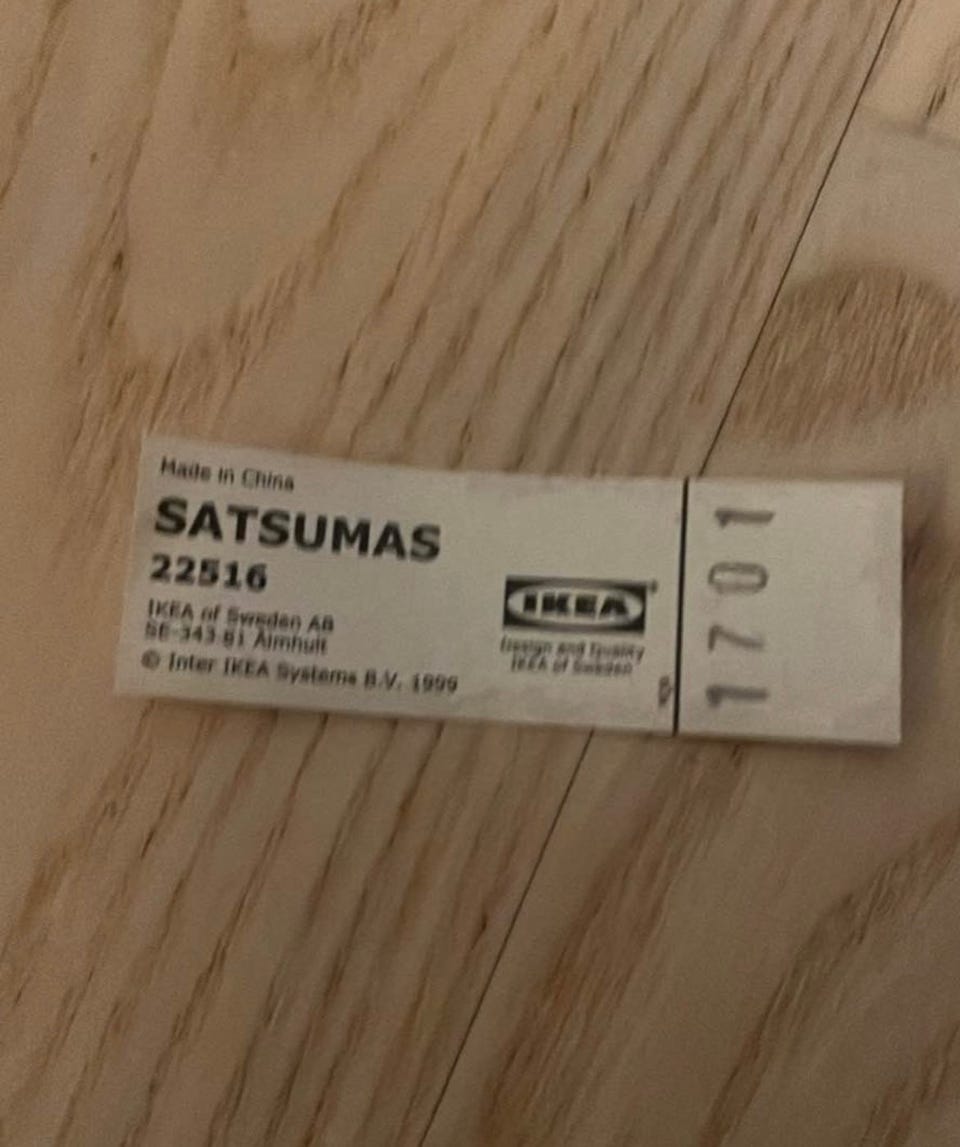 Made in China
SATSUMAS
22516
IKEA of Sweden AB
SE-343 81 Älmhult
© Inter IKEA Systems B.V. 1999
IKEA®
Design and Quality
IKEA of Sweden
1701